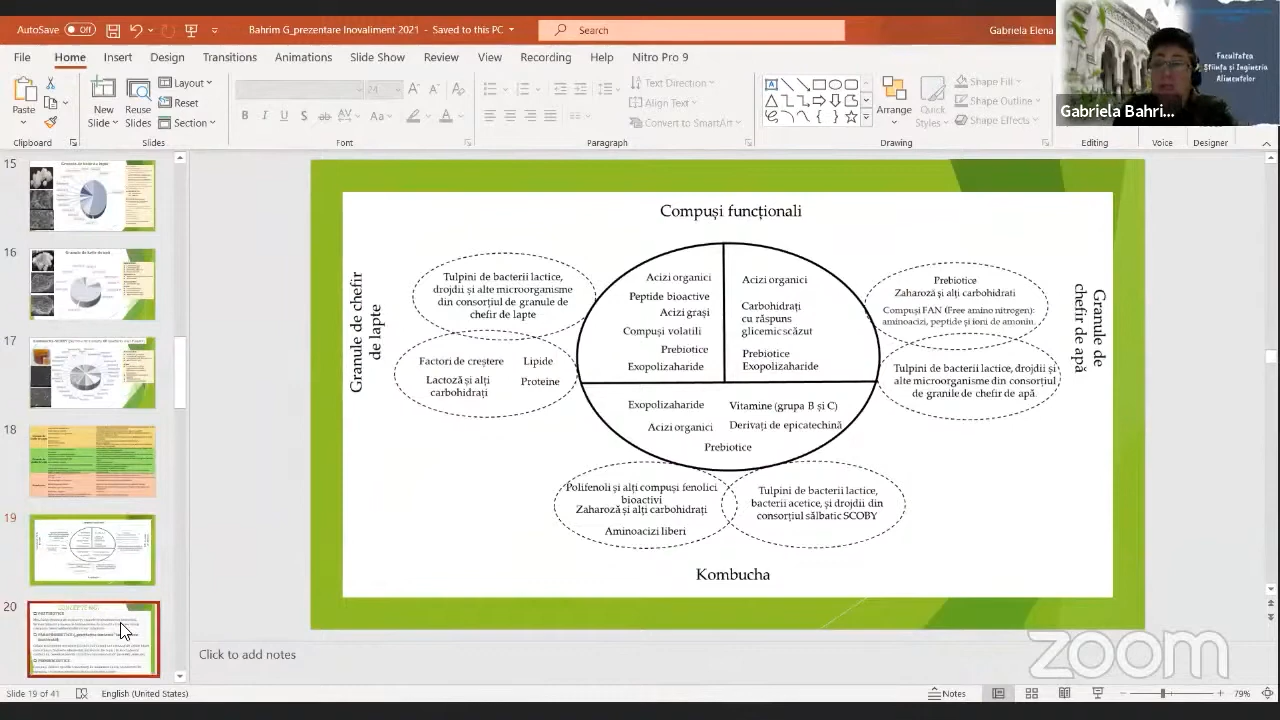 AutoSave Off
Bahrim G_prezentare Inovaliment 2021 - Saved to this PC
Search
Gabriela Elena
File Home Insert Design Transitions Animations Slide Show Review View Recording Help Nitro Pro 9
Paste
New Slide
Reuse Slides
Layout
Reset
Section
Text Direction
Align Text
Convert to SmartArt
Arrange
Quick Styles
Shape Fill
Shape Outline
Shape Effects
Clipboard Slides Font Paragraph Drawing Editing Voice Designer
Facultatea
Știința și Ingineria
Alimentelor
Gabriela Bahri...
15
16
17
18
19
20
Compuși funcționali
Granule de chefir
de lapte
Tulpini de bacterii lactice,
drojdii și alte microorganisme
din consorțiul de granule de
chefir de lapte
Factori de creștere
Lipide
Lactoză și alți
carbohidrați
Proteine
Acizi organici
Peptide bioactive
Acizi grași
Compuși volatili
Prebiotice
Exopolizaharide
Acizi organici
Carbohidrați
cu răspuns
glicemic scăzut
Prebiotice
Exopolizaharide
Exopolizaharide
Vitamine (grupa B și C)
Acizi organici
Derivați de epicatechină
Prebiotice
Granule de
chefir de apă
Prebiotice
Zaharoză și alți carbohidrați
Compuși FAN (Free amino nitrogen):
aminoacizi, peptide și ioni de amoniu
Tulpini de bacterii lactice, drojdii și
alte microorganisme din consorțiul
de granile de chefir de apă
Polifenoli și alți compuși fenolici
bioactivi
Zaharoză și alți carbohidrați
Aminoacizi liberi
Tulpini de bacterii lactice,
bacterii acetice, și drojdii din
consorțiul sălbatic SCOBY
Kombucha
Click to add notes
zoom
Slide 19 of 41
English (United States)
Notes
79%